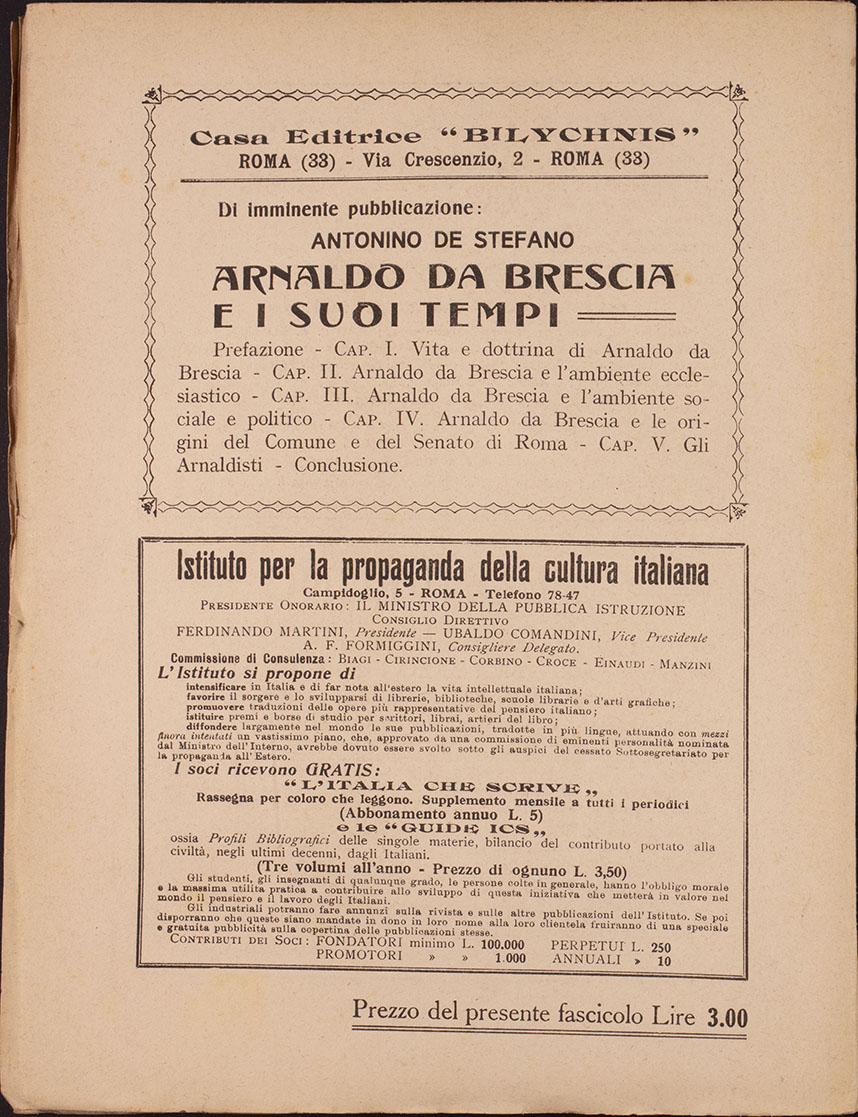 Casa Editrice “BILYCHNIS”
ROMA (33) - Via Crescenzio, 2 - ROMA (33)
Di imminente pubblicazione:
ANTONINO DE STEFANO
ARNALDO DA BRESCIA
E I SUOI TEMPI
Prefazione - CAP. I. Vita e dottrina di Arnaldo da
Brescia - CAP. II. Arnaldo da Brescia e l'ambiente eccle-
siastico - CAP. III. Arnaldo da Brescia e l'ambiente so-
ciale e politico - CAP. IV. Arnaldo da Brescia e le ori-
gini del Comune e del Senato di Roma - CAP. V. Gli
Arnaldisti - Conclusione.
Istituto per la propaganda della cultura italiana
Campidoglio, 5 - ROMA - Telefono 78-47
PRESIDENTE ONORARIO: IL MINISTRO DELLA PUBBLICA ISTRUZIONE
CONSIGLIO DIRETTIVO
FERDINANDO MARTINI, Presidente — UBALDO COMANDINI, Vice Presidente
A. F. FORMIGGINI, Consigliere Delegato.
Commissione di Consulenza: BIAGI - CIRINCIONE - CORBINO - CROCE - EINAUDI - MANZINI
L'Istituto si propone di
intensificare in Italia e di far nota all'estero la vita intellettuale italiana;
favorire il sorgere e lo svilupparsi di librerie, biblioteche, scuole librarie e d'arti grafiche;
promuovere traduzioni delle opere più rappresentative del pensiero italiano;
istituire premi e borse di studio per scrittori, librai, artieri del libro;
diffondere largamente nel mondo le sue pubblicazioni, tradotte in più lingue, attuando con mezzi
finora intentati un vastissimo piano, che, approvato da una commissione di eminenti personalità nominata
dal Ministro dell'Interno, avrebbe dovuto essere svolto sotto gli auspici del cessato Sottosegretariato per
la propaganda all'Estero.
I soci ricevono GRATIS:
“L'ITALIA CHE SCRIVE„
Rassegna per coloro che leggono. Supplemento mensile a tutti i periodici
(Abbonamento annuo L. 5)
e le “GUIDE ICS„
ossia Profili Bibliografici delle singole materie, bilancio del contributo portato alla
civiltà, negli ultimi decenni, dagli Italiani.
(Tre volumi all'anno - Prezzo di ognuno L. 3,50)
Gli studenti, gli insegnanti di qualunque grado, le persone colte in generale, hanno l'obbligo morale
e la massima utilita pratica a contribuire allo sviluppo di questa iniziativa che metterà in valore nel
mondo il pensiero e il lavoro degli Italiani.
Gli industriali potranno fare annunzi sulla rivista e sulle altre pubblicazioni dell'Istituto. Se poi
disporranno che queste siano mandate in dono in loro nome alla loro clientela fruiranno di una speciale
e gratuita pubblicità sulla copertina delle pubblicazioni stesse.
CONTRIBUTI DEI SOCI: FONDATORI minimo L. 100.000 PERPETUI L. 250
PROMOTORI » » 1.000 ANNUALI » 10
Prezzo del presente fascicolo Lire 3.00